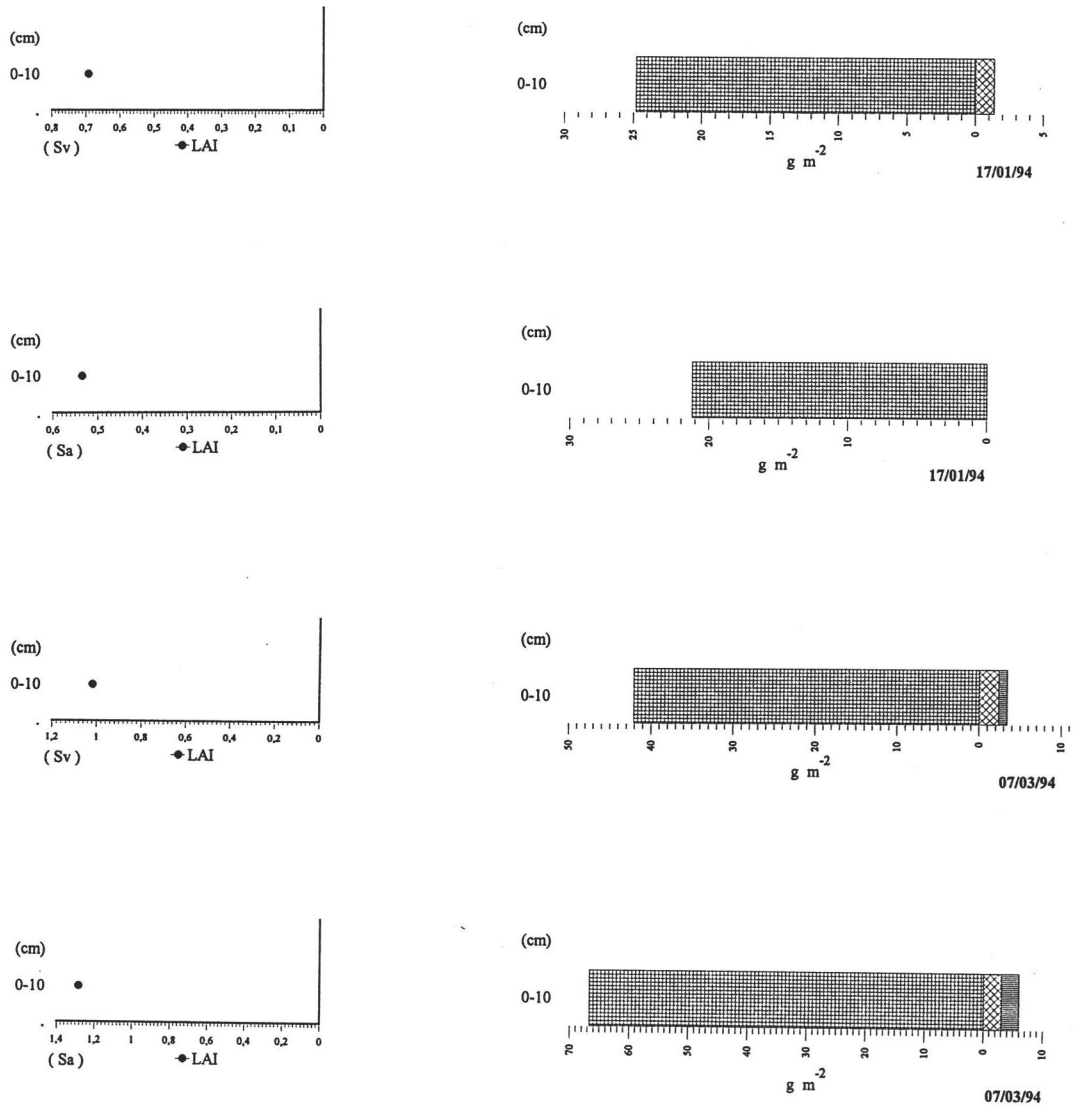 (cm)
0-10
0,8 0,7 0,6 0,5 0,4 0,3 0,2 0,1 0
( Sv ) LAI
(cm)
0-10
30 25 20 15 10 5 0 5
g m-2
17/01/94
(cm)
0-10
0,6 0,5 0,4 0,3 0,2 0,1 0
( Sa ) LAI
(cm)
0-10
30 20 10 0
g m-2
17/01/94
(cm)
0-10
1,2 1 0,8 0,6 0,4 0,2 0
( Sv ) LAI
(cm)
0-10
50 40 30 20 10 0 10
g m-2
07/03/94
(cm)
0-10
1,4 1,2 1 0,8 0,6 0,4 0,2 0
( Sa ) LAI
(cm)
0-10
70 60 50 40 30 20 10 0 10
g m-2
07/03/94